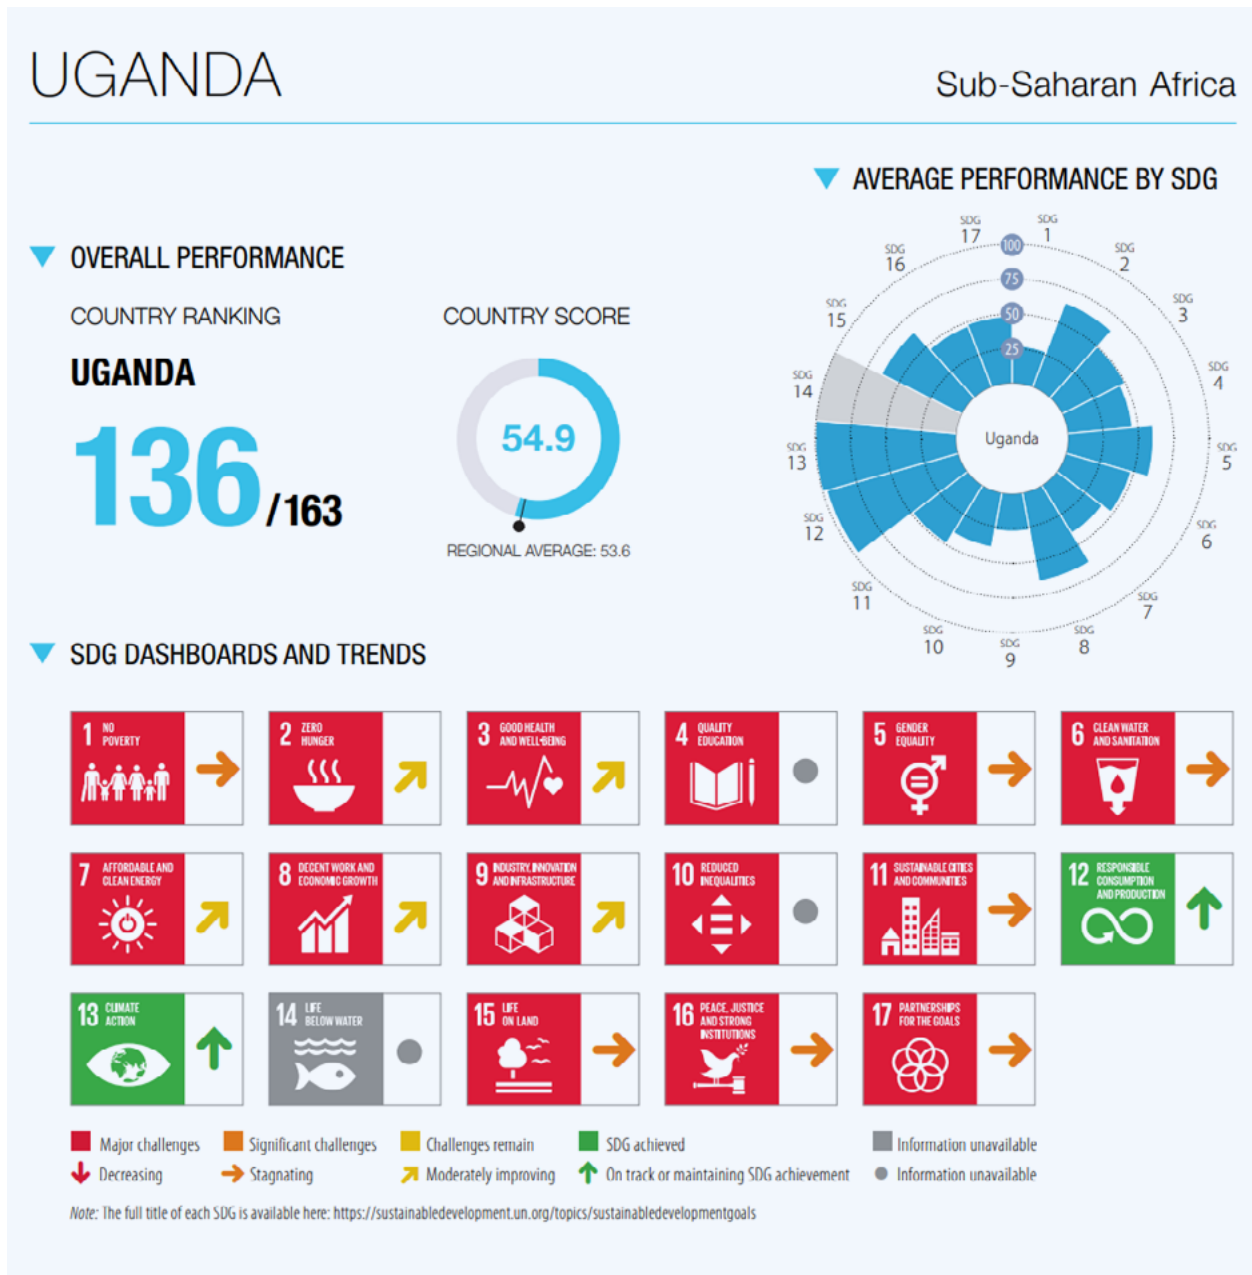 UGANDA
Sub-Saharan Africa
AVERAGE PERFORMANCE BY SDG
SDG 17
SDG 1
SDG 16
SDG 2
SDG 15
SDG 3
SDG 14
SDG 4
SDG 13
SDG 5
SDG 12
SDG 6
SDG 11
SDG 7
SDG 10
SDG 9
SDG 8
100
75
50
25
Uganda
OVERALL PERFORMANCE
COUNTRY RANKING
UGANDA
136/163
COUNTRY SCORE
54.9
REGIONAL AVERAGE: 53.6
SDG DASHBOARDS AND TRENDS
1 NO
POVERTY
2 ZERO
HUNGER
3 GOOD HEALTH
AND WELL-BEING
4 QUALITY
EDUCATION
5 GENDER
EQUALITY
6 CLEAN WATER
AND SANITATION
7 AFFORDABLE AND
CLEAN ENERGY
8 DECENT WORK AND
ECONOMIC GROWTH
9 INDUSTRY, INNOVATION
AND INFRASTRUCTURE
10 REDUCED
INEQUALITIES
11 SUSTAINABLE CITIES
AND COMMUNITIES
12 RESPONSIBLE
CONSUMPTION
AND PRODUCTION
13 CLIMATE
ACTION
14 LIFE
BELOW WATER
15 LIFE
ON LAND
16 PEACE, JUSTICE
AND STRONG
INSTITUTIONS
17 PARTNERSHIPS
FOR THE GOALS
Major challenges
Significant challenges
Challenges remain
SDG achieved
Information unavailable
Decreasing
Stagnating
Moderately improving
On track or maintaining SDG achievement
Information unavailable
Note: The full title of each SDG is available here: https://sustainabledevelopment.un.org/topics/sustainabledevelopmentgoals